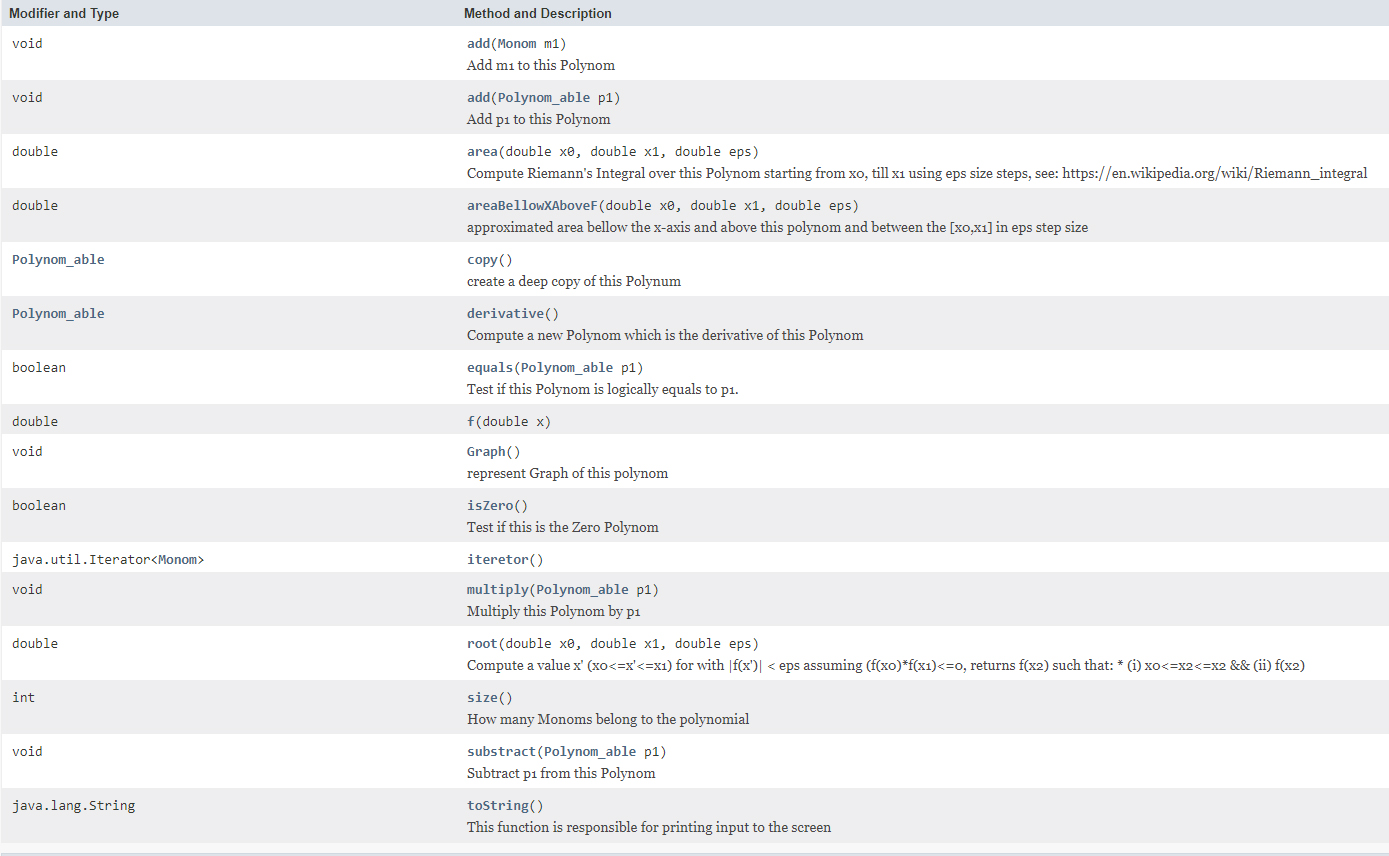 Modifier and Type Method and Description
void add(Monom m1)
Add m1 to this Polynom
void add(Polynom_able p1)
Add p1 to this Polynom
double area(double x0, double x1, double eps)
Compute Riemann's Integral over this Polynom starting from x0, till x1 using eps size steps, see: https://en.wikipedia.org/wiki/Riemann_integral
double areaBellowXAboveF(double x0, double x1, double eps)
approximated area bellow the x-axis and above this polynom and between the [x0,x1] in eps step size
Polynom_able copy()
create a deep copy of this Polynum
Polynom_able derivative()
Compute a new Polynom which is the derivative of this Polynom
boolean equals(Polynom_able p1)
Test if this Polynom is logically equals to p1.
double f(double x)
void Graph()
represent Graph of this polynom
boolean isZero()
Test if this is the Zero Polynom
java.util.Iterator<Monom> iteretor()
void multiply(Polynom_able p1)
Multiply this Polynom by p1
double root(double x0, double x1, double eps)
Compute a value x' (x0<=x'<=x1) for with |f(x')| < eps assuming (f(x0)*f(x1)<=0, returns f(x2) such that: * (i) x0<=x2<=x2 && (ii) f(x2)
int size()
How many Monoms belong to the polynomial
void substract(Polynom_able p1)
Subtract p1 from this Polynom
java.lang.String toString()
This function is responsible for printing input to the screen